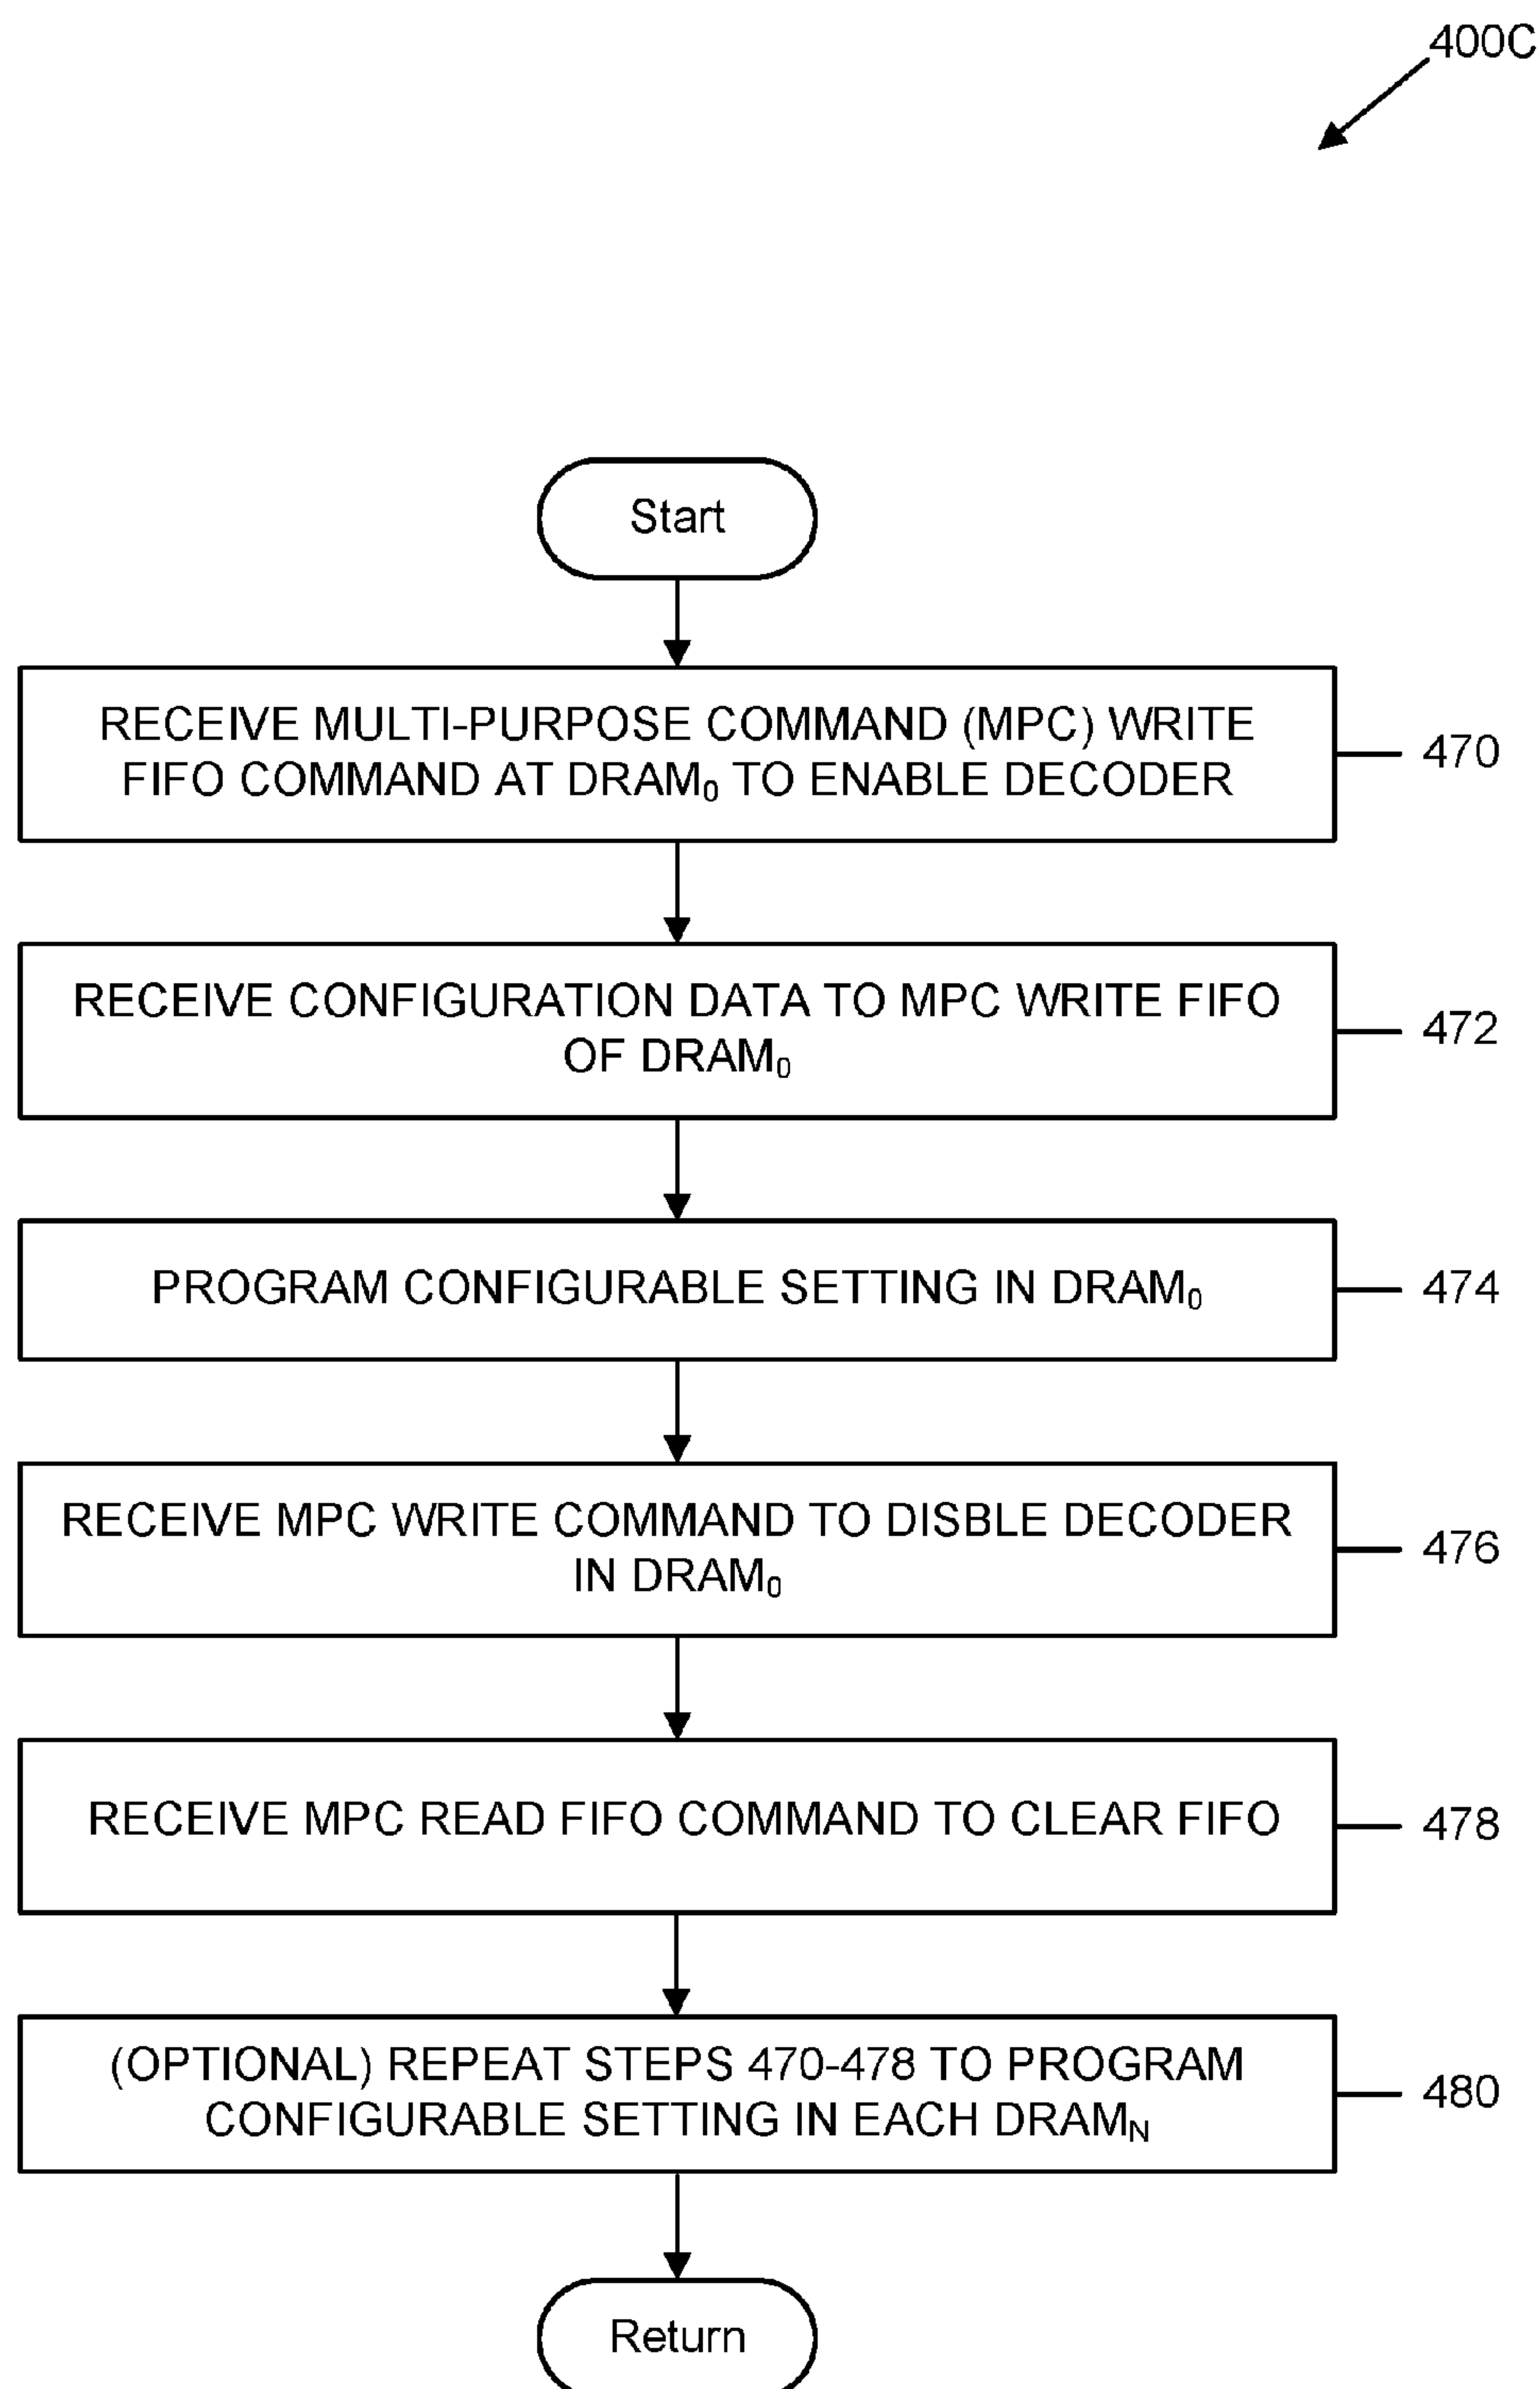 400C
Start
RECEIVE MULTI-PURPOSE COMMAND (MPC) WRITE
FIFO COMMAND AT DRAM₀ TO ENABLE DECODER
470
RECEIVE CONFIGURATION DATA TO MPC WRITE FIFO
OF DRAM₀
472
PROGRAM CONFIGURABLE SETTING IN DRAM₀
474
RECEIVE MPC WRITE COMMAND TO DISBLE DECODER
IN DRAM₀
476
RECEIVE MPC READ FIFO COMMAND TO CLEAR FIFO
478
(OPTIONAL) REPEAT STEPS 470-478 TO PROGRAM
CONFIGURABLE SETTING IN EACH DRAM_N
480
Return